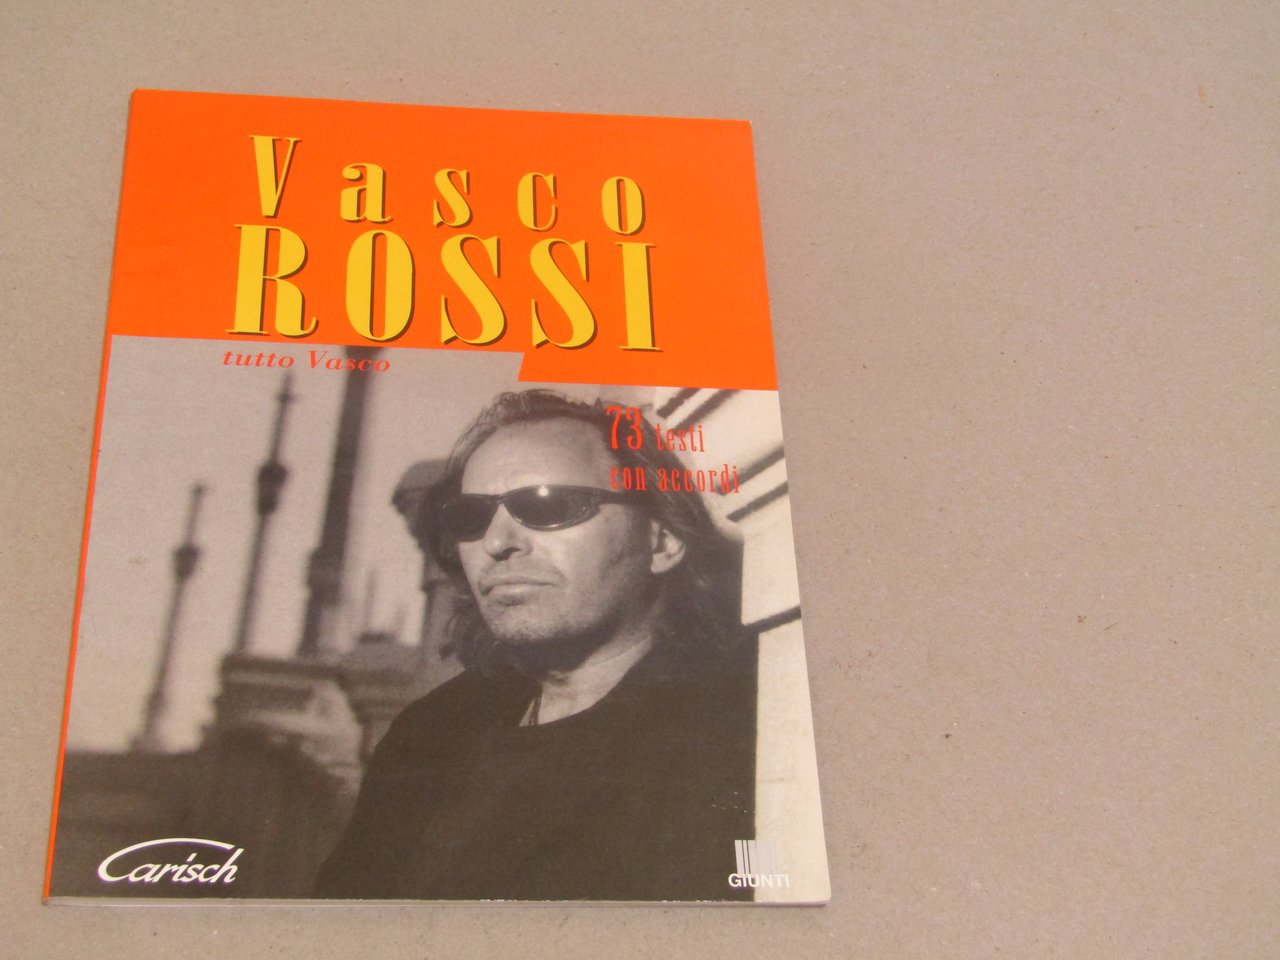 Vasco
ROSSI
tutto Vasco
73 testi
con accordi
Carisch
GIUNTI